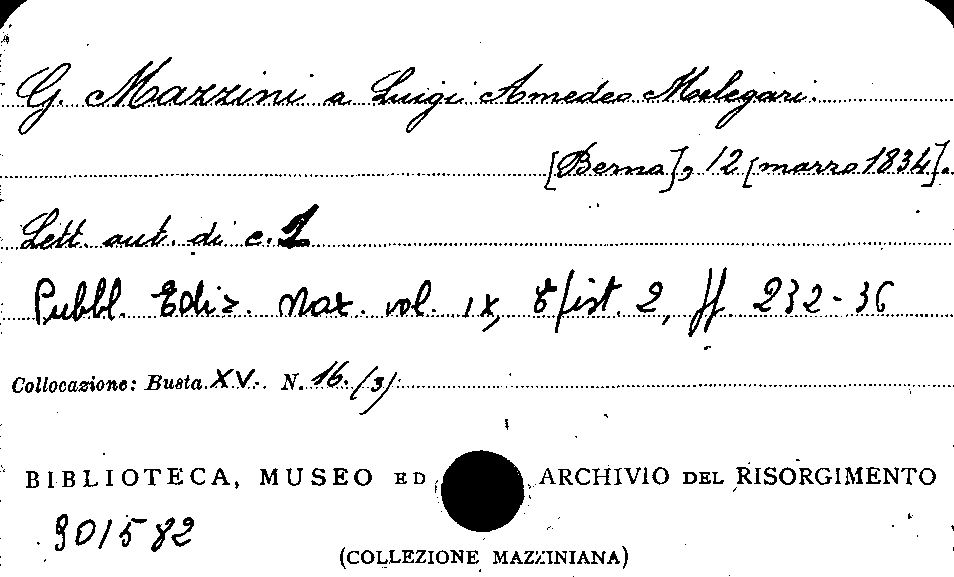 G. Mazzini a Luigi Amedeo Melegari.
[Berna], 12 [marzo 1834].
Lett. aut. di c. 2
Pubbl. Ediz. Naz. vol. IX, Epist. 2, pp. 232-36
Collocazione: Busta XV. N. 16. (3)
BIBLIOTECA, MUSEO ED ARCHIVIO DEL RISORGIMENTO
901582
(COLLEZIONE MAZZINIANA)